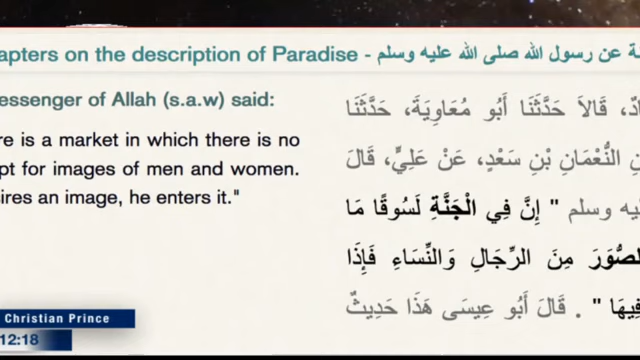 apters on the description of Paradise - ة عن رسول الله صلى الله عليه وسلم
essenger of Allah (s.a.w) said:
re is a market in which there is no
pt for images of men and women.
ires an image, he enters it."
ادٌ، قَالاَ حَدَّثَنَا أَبُو مُعَاوِيَةَ، حَدَّثَنَا
نِ النُّعْمَانِ بْنِ سَعْدٍ، عَنْ عَلِيٍّ، قَالَ
ليه وسلم " إِنَّ فِي الْجَنَّةِ لَسُوقًا مَا
لصُّوَرَ مِنَ الرِّجَالِ وَالنِّسَاءِ فَإِذَا
فِيهَا " . قَالَ أَبُو عِيسَى هَذَا حَدِيثٌ
Christian Prince
12:18